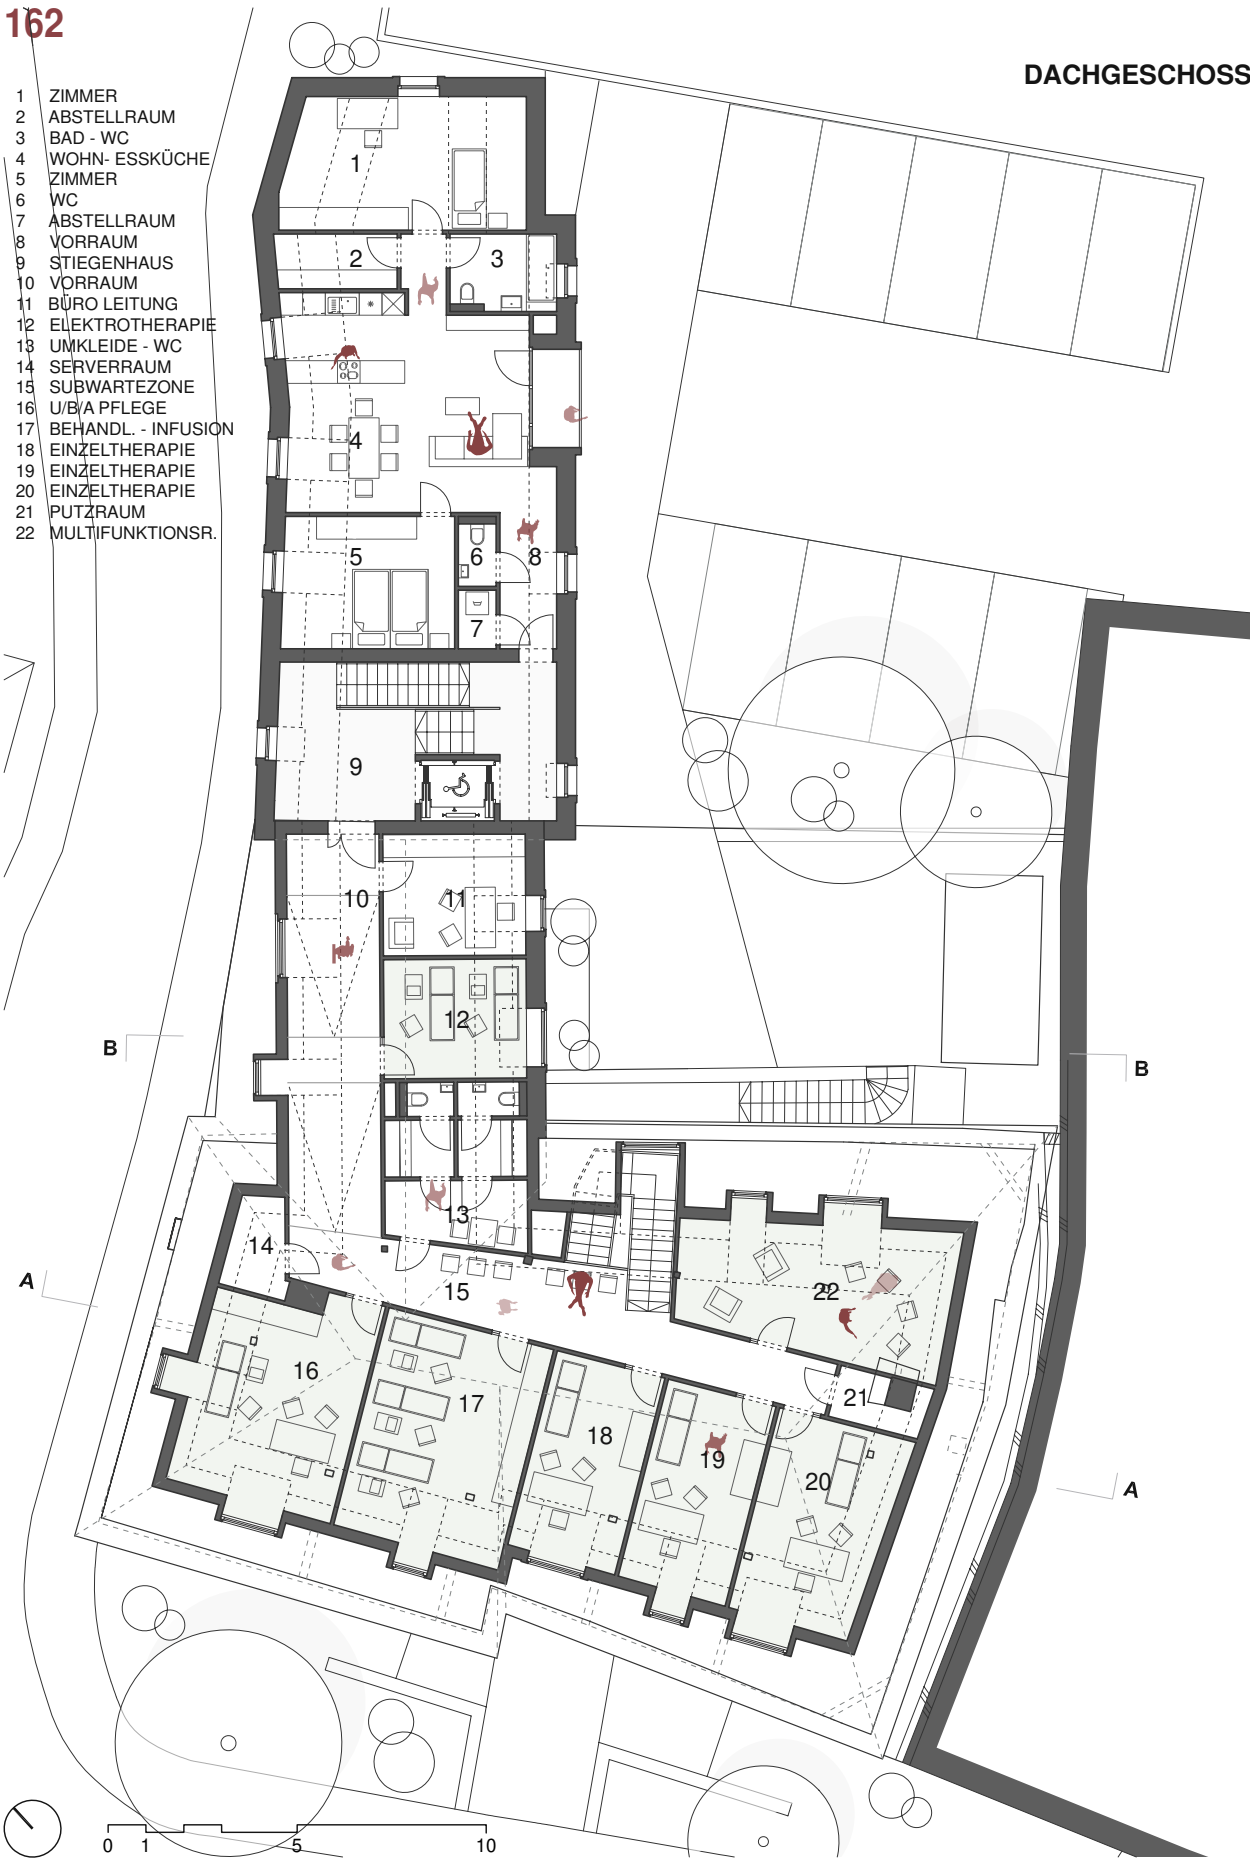 162
DACHGESCHOSS
1 ZIMMER
2 ABSTELLRAUM
3 BAD - WC
4 WOHN- ESSKÜCHE
5 ZIMMER
6 WC
7 ABSTELLRAUM
8 VORRAUM
9 STIEGENHAUS
10 VORRAUM
11 BÜRO LEITUNG
12 ELEKTROTHERAPIE
13 UMKLEIDE - WC
14 SERVERRAUM
15 SUBWARTEZONE
16 U/B/A PFLEGE
17 BEHANDL. - INFUSION
18 EINZELTHERAPIE
19 EINZELTHERAPIE
20 EINZELTHERAPIE
21 PUTZRAUM
22 MULTIFUNKTIONSR.
1
2
3
4
5
6
8
7
9
10
11
12
B
B
13
14
15
22
A
16
17
21
18
19
20
A
0 1 5 10